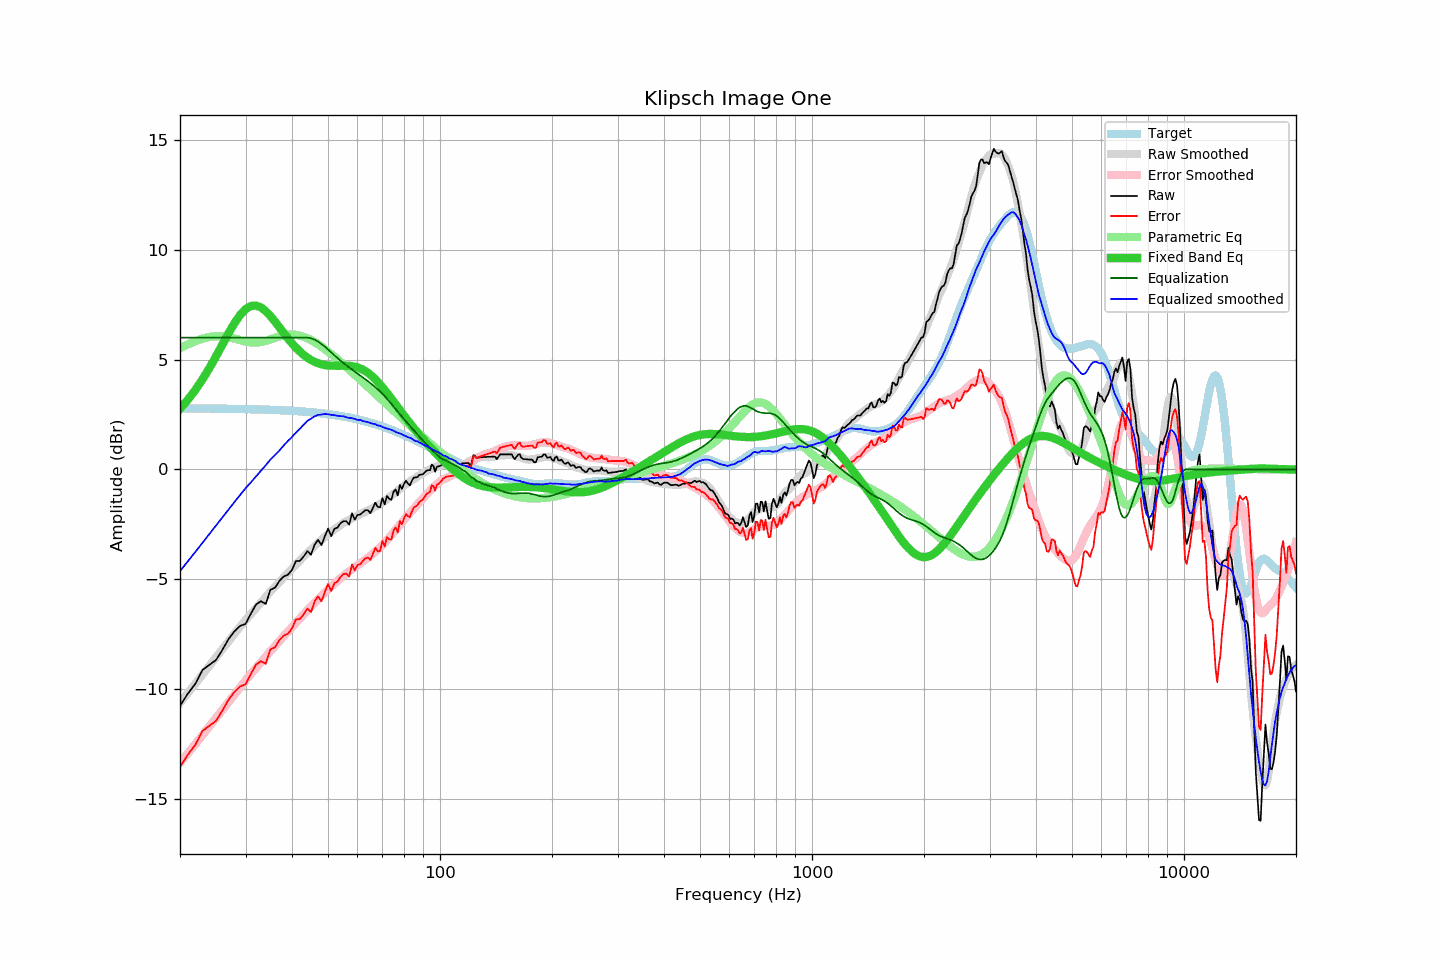 Klipsch Image One
15
10
5
0
−5
−10
−15
Amplitude (dBr)
Target
Raw Smoothed
Error Smoothed
Raw
Error
Parametric Eq
Fixed Band Eq
Equalization
Equalized smoothed
100 1000 10000
Frequency (Hz)